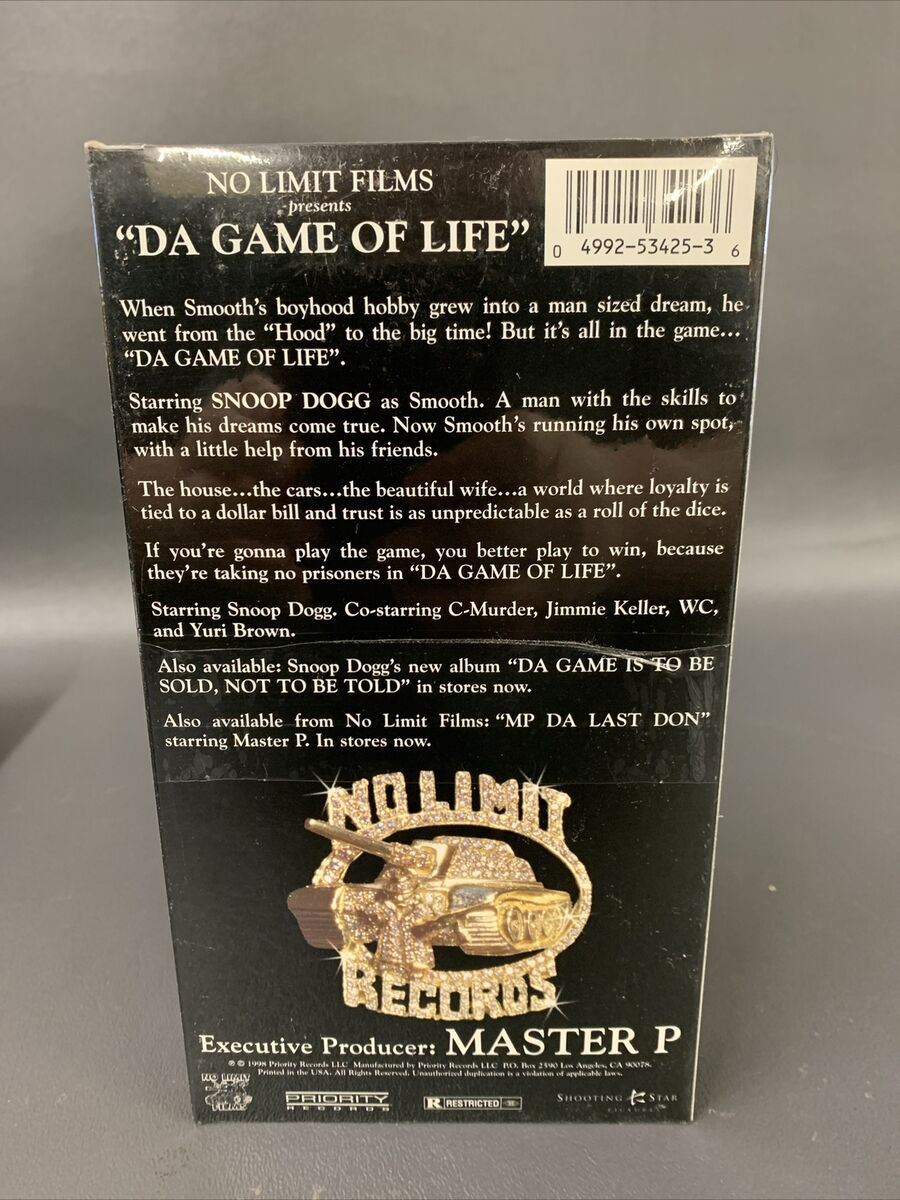 NO LIMIT FILMS
presents
“DA GAME OF LIFE”
0 4992-53425-3 6
When Smooth's boyhood hobby grew into a man sized dream, he
went from the “Hood” to the big time! But it's all in the game...
“DA GAME OF LIFE”.
Starring SNOOP DOGG as Smooth. A man with the skills to
make his dreams come true. Now Smooth's running his own spot,
with a little help from his friends.
The house...the cars...the beautiful wife...a world where loyalty is
tied to a dollar bill and trust is as unpredictable as a roll of the dice.
If you're gonna play the game, you better play to win, because
they're taking no prisoners in “DA GAME OF LIFE”.
Starring Snoop Dogg. Co-starring C-Murder, Jimmie Keller, WC,
and Yuri Brown.
Also available: Snoop Dogg's new album “DA GAME IS TO BE
SOLD, NOT TO BE TOLD” in stores now.
Also available from No Limit Films: “MP DA LAST DON”
starring Master P. In stores now.
NO LIMIT
RECORDS
Executive Producer: MASTER P
℗ © 1998 Priority Records LLC Manufactured by Priority Records LLC P.O. Box 2590 Los Angeles, CA 90078.
Printed in the USA. All Rights Reserved. Unauthorized duplication is a violation of applicable laws.
NO LIMIT
FILMS
PRIORITY
RECORDS
R RESTRICTED
SHOOTING STAR
PICTURES